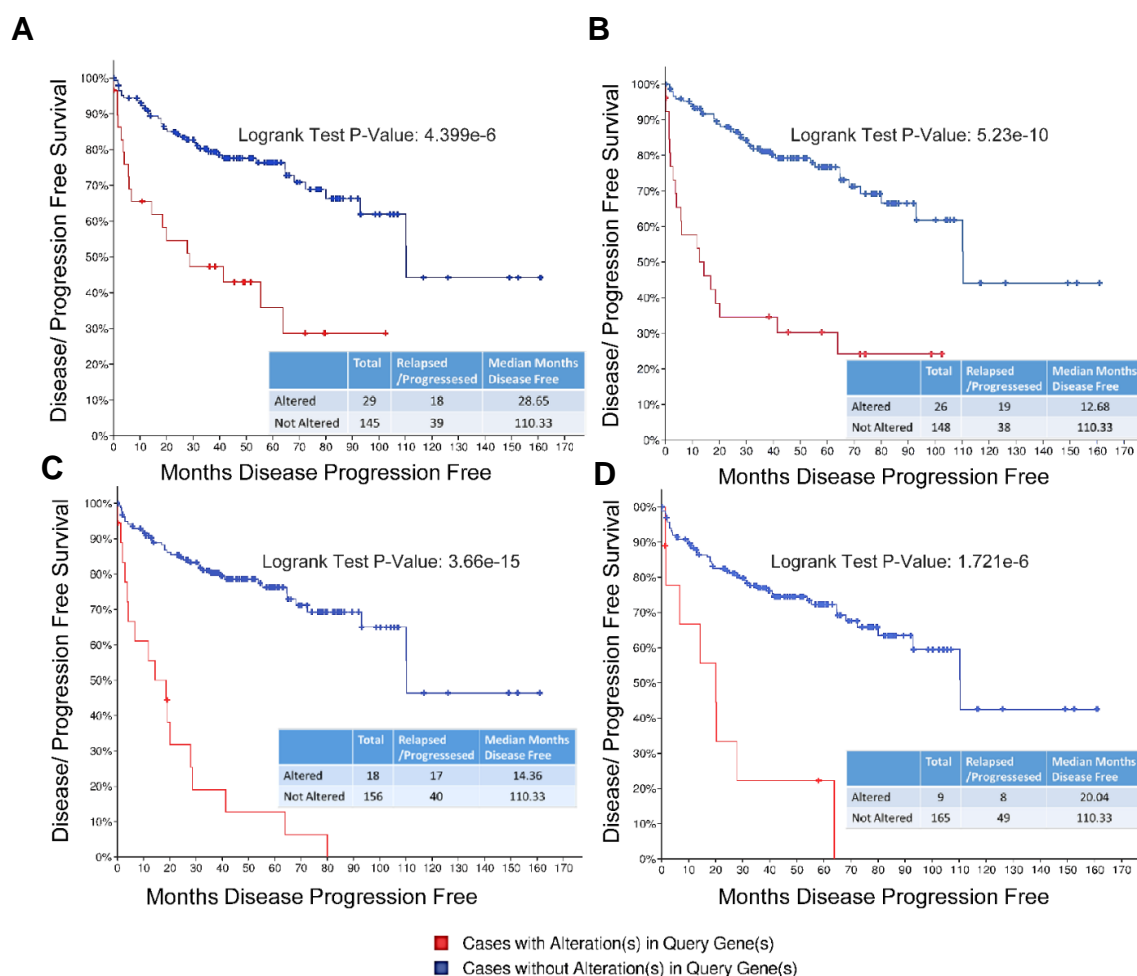 A
Disease/ Progression Free Survival
100%
90%
80%
70%
60%
50%
40%
30%
20%
10%
0%
Logrank Test P-Value: 4.399e-6
Total Relapsed /Progressesed Median Months Disease Free
Altered 29 18 28.65
Not Altered 145 39 110.33
0 10 20 30 40 50 60 70 80 90 100 110 120 130 140 150 160 170
Months Disease Progression Free
B
Disease/ Progression Free Survival
100%
90%
80%
70%
60%
50%
40%
30%
20%
10%
0%
Logrank Test P-Value: 5.23e-10
Total Relapsed /Progressesed Median Months Disease Free
Altered 26 19 12.68
Not Altered 148 38 110.33
0 10 20 30 40 50 60 70 80 90 100 110 120 130 140 150 160 170
Months Disease Progression Free
C
Disease/ Progression Free Survival
100%
90%
80%
70%
60%
50%
40%
30%
20%
10%
0%
Logrank Test P-Value: 3.66e-15
Total Relapsed /Progressesed Median Months Disease Free
Altered 18 17 14.36
Not Altered 156 40 110.33
0 10 20 30 40 50 60 70 80 90 100 110 120 130 140 150 160 170
Months Disease Progression Free
D
Disease/ Progression Free Survival
00%
90%
80%
70%
60%
50%
40%
30%
20%
10%
0%
Logrank Test P-Value: 1.721e-6
Total Relapsed /Progressesed Median Months Disease Free
Altered 9 8 20.04
Not Altered 165 49 110.33
0 10 20 30 40 50 60 70 80 90 100 110 120 130 140 150 160 170
Months Disease Progression Free
Cases with Alteration(s) in Query Gene(s)
Cases without Alteration(s) in Query Gene(s)